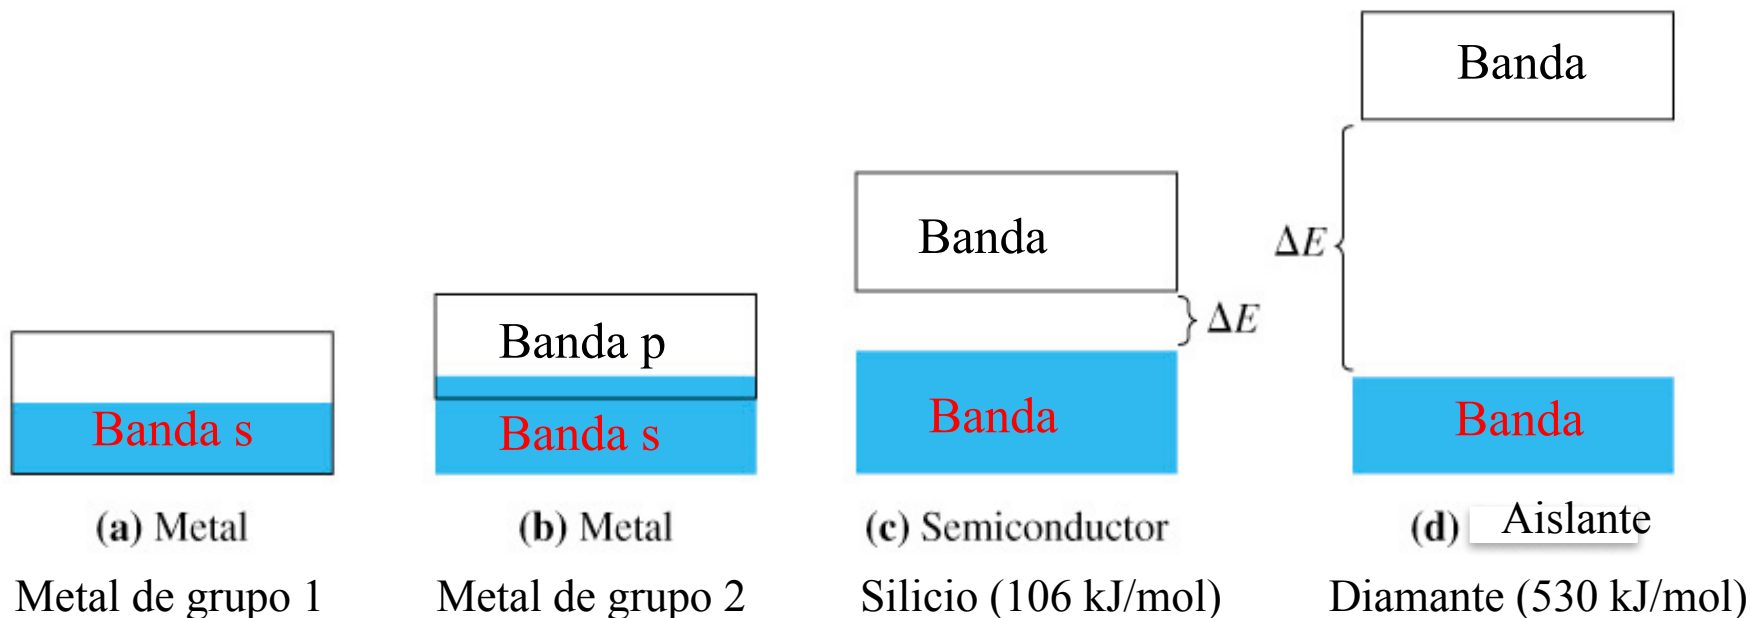 Banda
Banda
ΔE
ΔE
Banda p
Banda s
Banda s
Banda
Banda
(a) Metal
(b) Metal
(c) Semiconductor
(d) Aislante
Metal de grupo 1
Metal de grupo 2
Silicio (106 kJ/mol)
Diamante (530 kJ/mol)